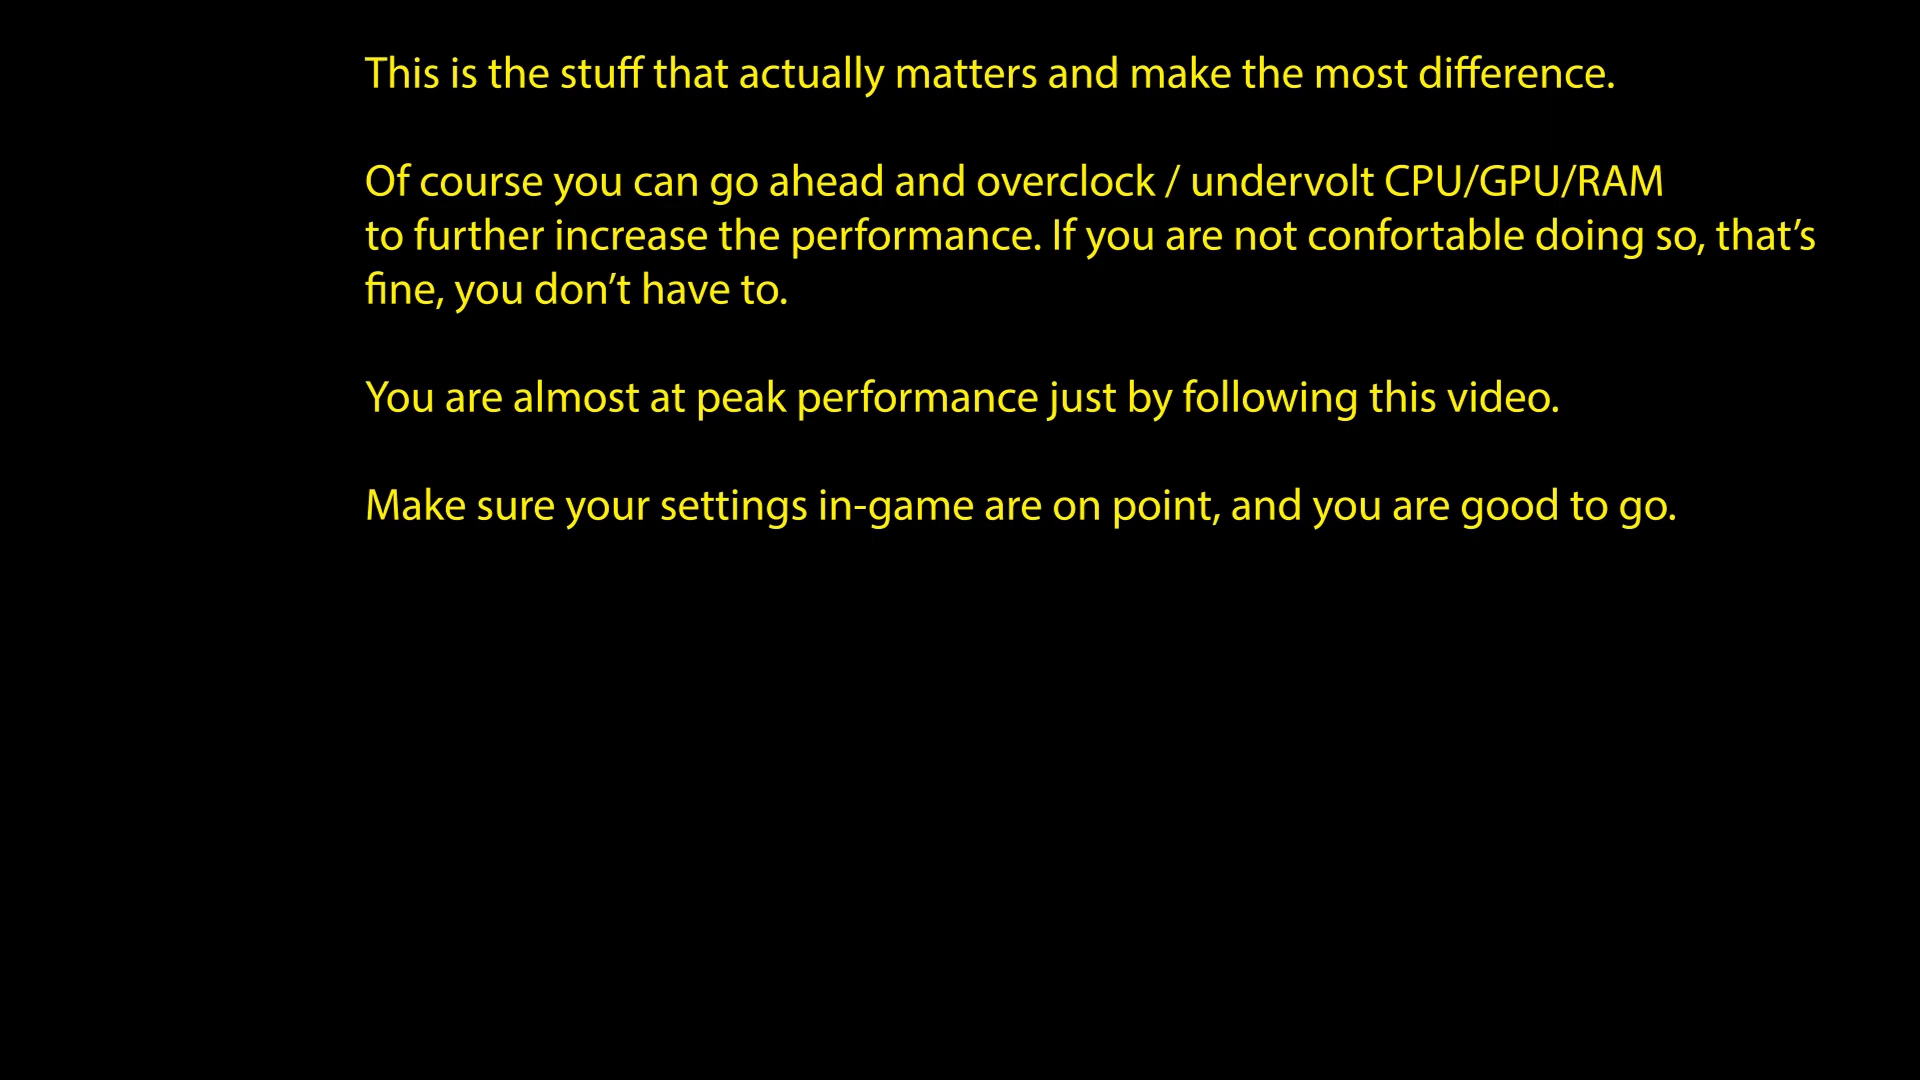 This is the stuff that actually matters and make the most difference.
Of course you can go ahead and overclock / undervolt CPU/GPU/RAM
to further increase the performance. If you are not confortable doing so, that’s
fine, you don’t have to.
You are almost at peak performance just by following this video.
Make sure your settings in-game are on point, and you are good to go.